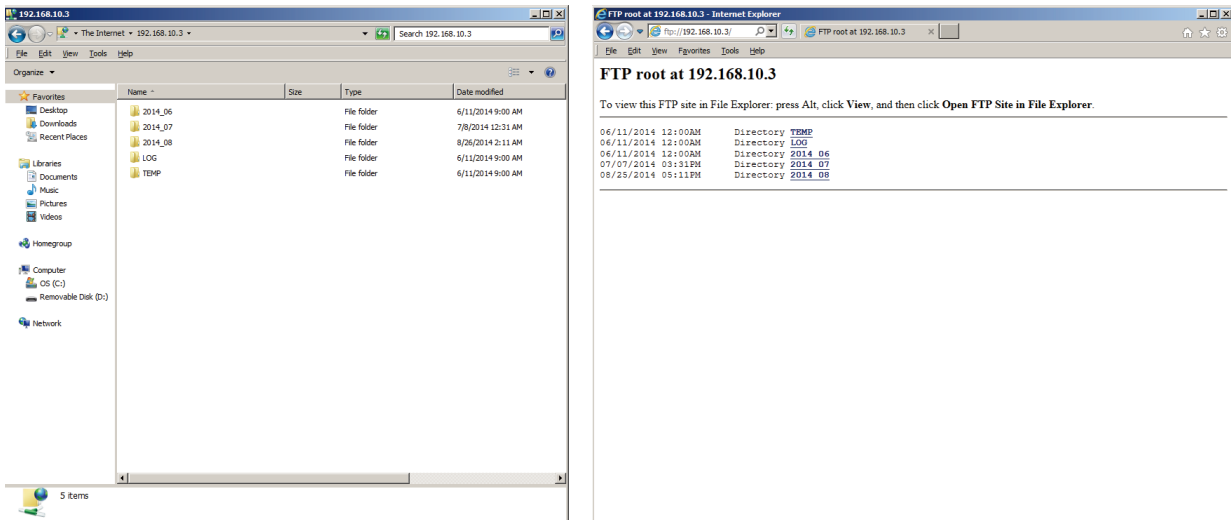 192.168.10.3
The Internet 192.168.10.3
Search 192.168.10.3
File Edit View Tools Help
Organize
Favorites
Desktop
Downloads
Recent Places
Libraries
Documents
Music
Pictures
Videos
Homegroup
Computer
OS (C:)
Removable Disk (D:)
Network
Name Size Type Date modified
2014_06 File folder 6/11/2014 9:00 AM
2014_07 File folder 7/8/2014 12:31 AM
2014_08 File folder 8/26/2014 2:11 AM
LOG File folder 6/11/2014 9:00 AM
TEMP File folder 6/11/2014 9:00 AM
5 items
FTP root at 192.168.10.3 - Internet Explorer
ftp://192.168.10.3/
FTP root at 192.168.10.3
File Edit View Favorites Tools Help
FTP root at 192.168.10.3
To view this FTP site in File Explorer: press Alt, click View, and then click Open FTP Site in File Explorer.
06/11/2014 12:00AM Directory TEMP
06/11/2014 12:00AM Directory LOG
06/11/2014 12:00AM Directory 2014_06
07/07/2014 03:31PM Directory 2014_07
08/25/2014 05:11PM Directory 2014_08